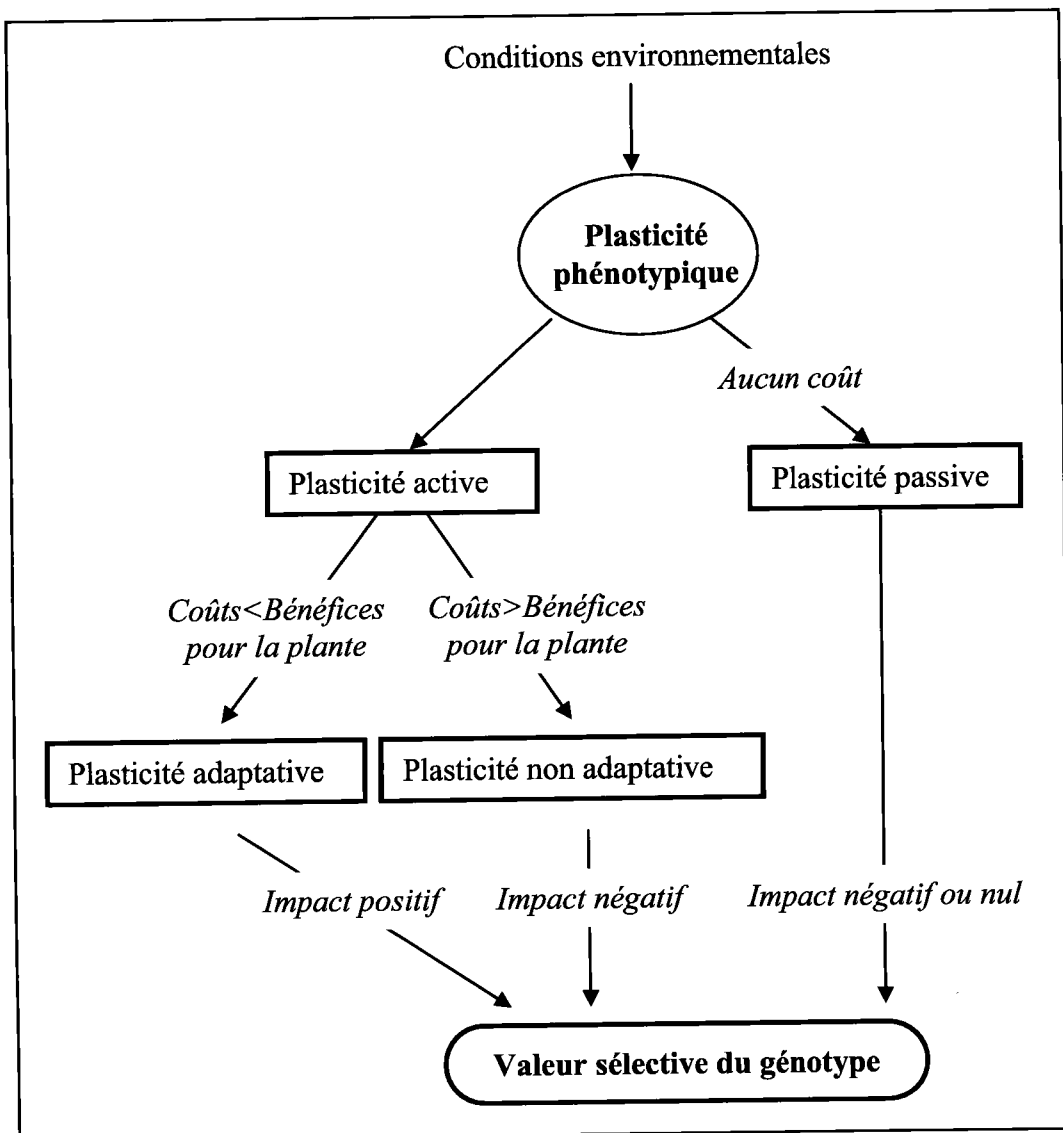 Conditions environnementales
Plasticité
phénotypique
Aucun coût
Plasticité active
Plasticité passive
Coûts<Bénéfices
pour la plante
Coûts>Bénéfices
pour la plante
Plasticité adaptative
Plasticité non adaptative
Impact positif
Impact négatif
Impact négatif ou nul
Valeur sélective du génotype